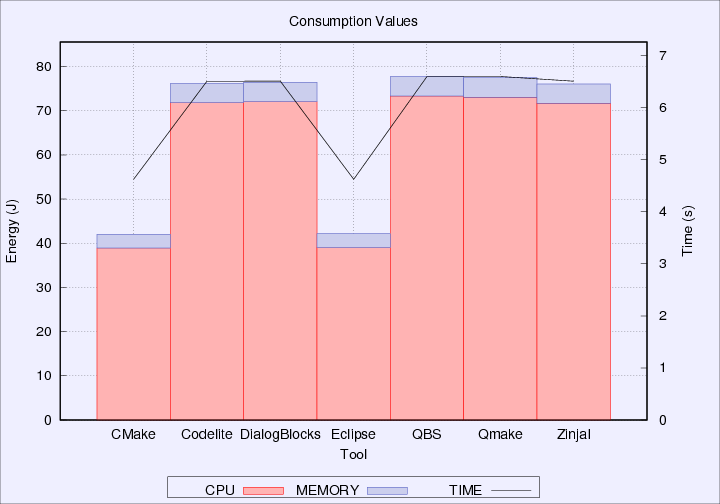 Consumption Values
80
70
60
50
40
30
20
10
0
Energy (J)
7
6
5
4
3
2
1
0
Time (s)
CMake Codelite DialogBlocks Eclipse QBS Qmake ZinjaI
Tool
CPU MEMORY TIME